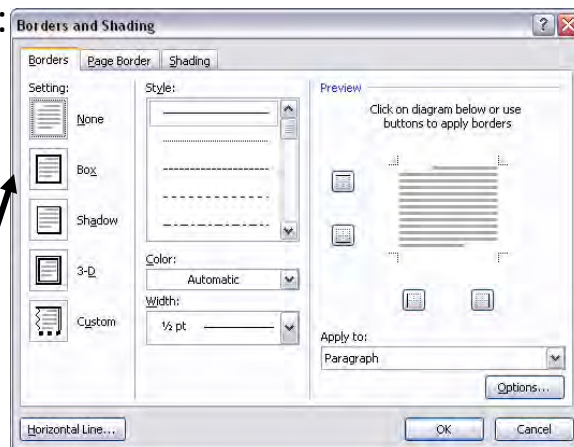 :
Borders and Shading
Borders Page Border Shading
Setting:
None
Box
Shadow
3-D
Custom
Style:
Color:
Automatic
Width:
½ pt
Preview
Click on diagram below or use
buttons to apply borders
Apply to:
Paragraph
Options...
Horizontal Line...
OK
Cancel